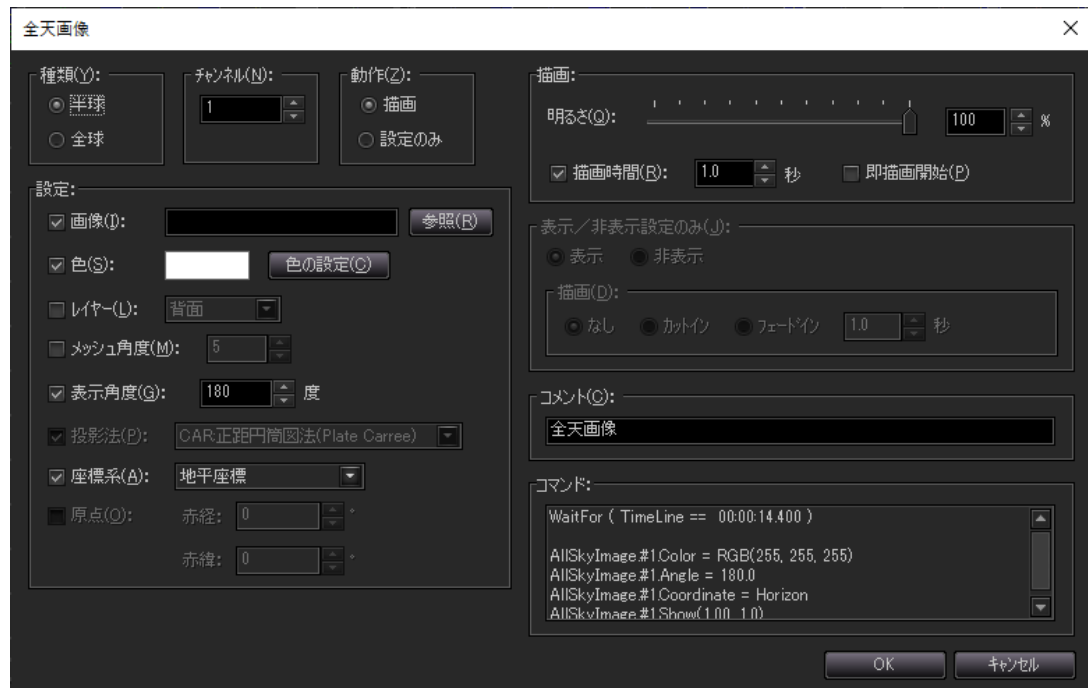 全天画像
種類(Y):
半球
全球
チャンネル(N):
1
動作(Z):
描画
設定のみ
設定:
画像(I):
参照(R)
色(S):
色の設定(C)
レイヤー(L):
背面
メッシュ角度(M):
5
表示角度(G):
180
度
投影法(P):
CAR:正距円筒図法(Plate Carree)
座標系(A):
地平座標
原点(O):
赤経:
0
°
赤緯:
0
°
描画:
明るさ(Q):
100
%
描画時間(R):
1.0
秒
即描画開始(P)
表示/非表示設定のみ(J):
表示
非表示
描画(D):
なし
カットイン
フェードイン
1.0
秒
コメント(C):
全天画像
コマンド:
WaitFor ( TimeLine == 00:00:14.400 )
AllSkyImage.#1.Color = RGB(255, 255, 255)
AllSkyImage.#1.Angle = 180.0
AllSkyImage.#1.Coordinate = Horizon
AllSkyImage.#1.Show(1.00, 1.0)
OK
キャンセル